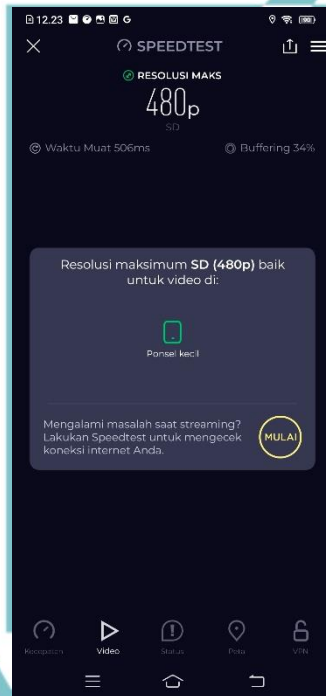 12.23
SPEEDTEST
RESOLUSI MAKS
480p
SD
Waktu Muat 506ms
Buffering 34%
Resolusi maksimum SD (480p) baik
untuk video di:
Ponsel kecil
Mengalami masalah saat streaming?
Lakukan Speedtest untuk mengecek
koneksi internet Anda.
MULAI
Kecepatan
Video
Status
Peta
VPN